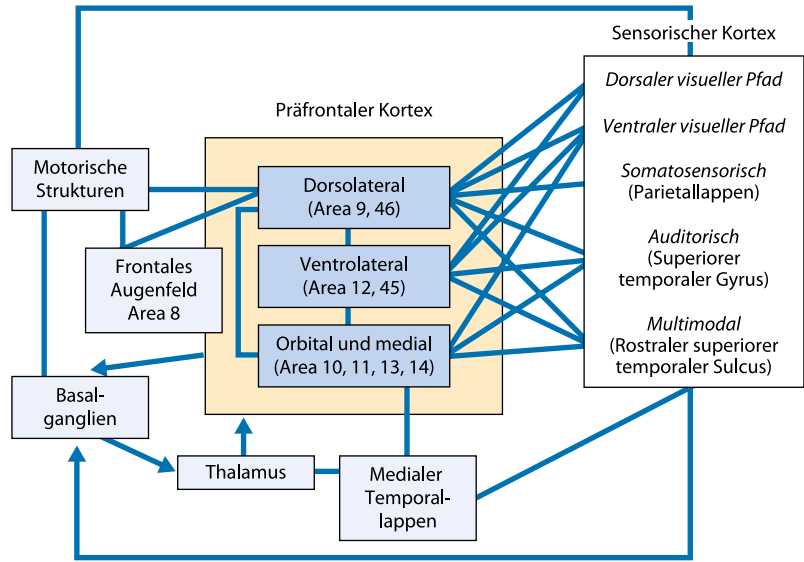 Sensorischer Kortex
Dorsaler visueller Pfad
Ventraler visueller Pfad
Somatosensorisch
(Parietallappen)
Auditorisch
(Superiorer
temporaler Gyrus)
Multimodal
(Rostraler superiorer
temporaler Sulcus)
Präfrontaler Kortex
Dorsolateral
(Area 9, 46)
Ventrolateral
(Area 12, 45)
Orbital und medial
(Area 10, 11, 13, 14)
Motorische
Strukturen
Frontales
Augenfeld
Area 8
Basal-
ganglien
Thalamus
Medialer
Temporal-
lappen